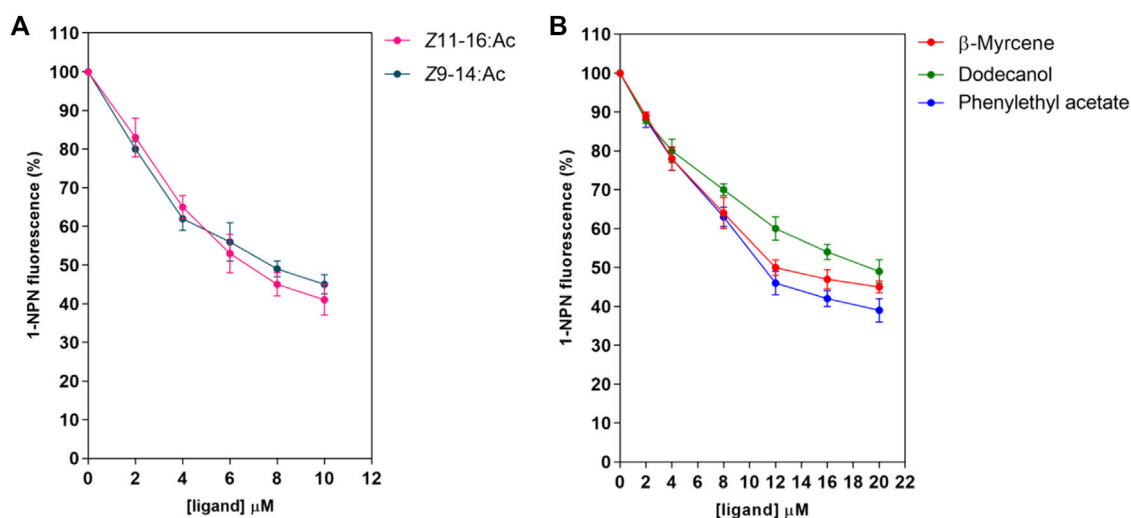 A
110
100
90
80
70
60
50
40
30
20
10
0
1-NPN fluorescence (%)
0 2 4 6 8 10 12
[ligand] μM
Z11-16:Ac
Z9-14:Ac
B
110
100
90
80
70
60
50
40
30
20
10
0
1-NPN fluorescence (%)
0 2 4 6 8 10 12 14 16 18 20 22
[ligand] μM
β-Myrcene
Dodecanol
Phenylethyl acetate